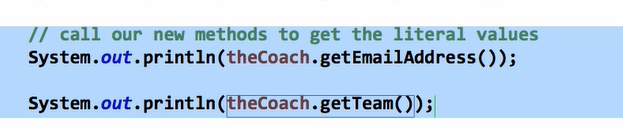 // call our new methods to get the literal values
System.out.println(theCoach.getEmailAddress());
System.out.println(theCoach.getTeam());